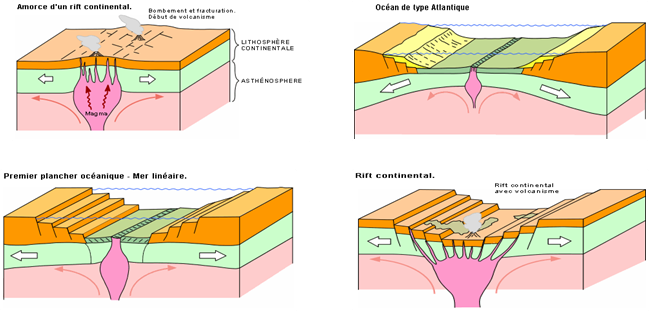 Amorce d'un rift continental.
Bombement et fracturation.
Début de volcanisme
LITHOSPHÈRE
CONTINENTALE
ASTHÉNOSPHERE
Magma
Océan de type Atlantique
Premier plancher océanique - Mer linéaire.
Rift continental.
Rift continental
avec volcanisme